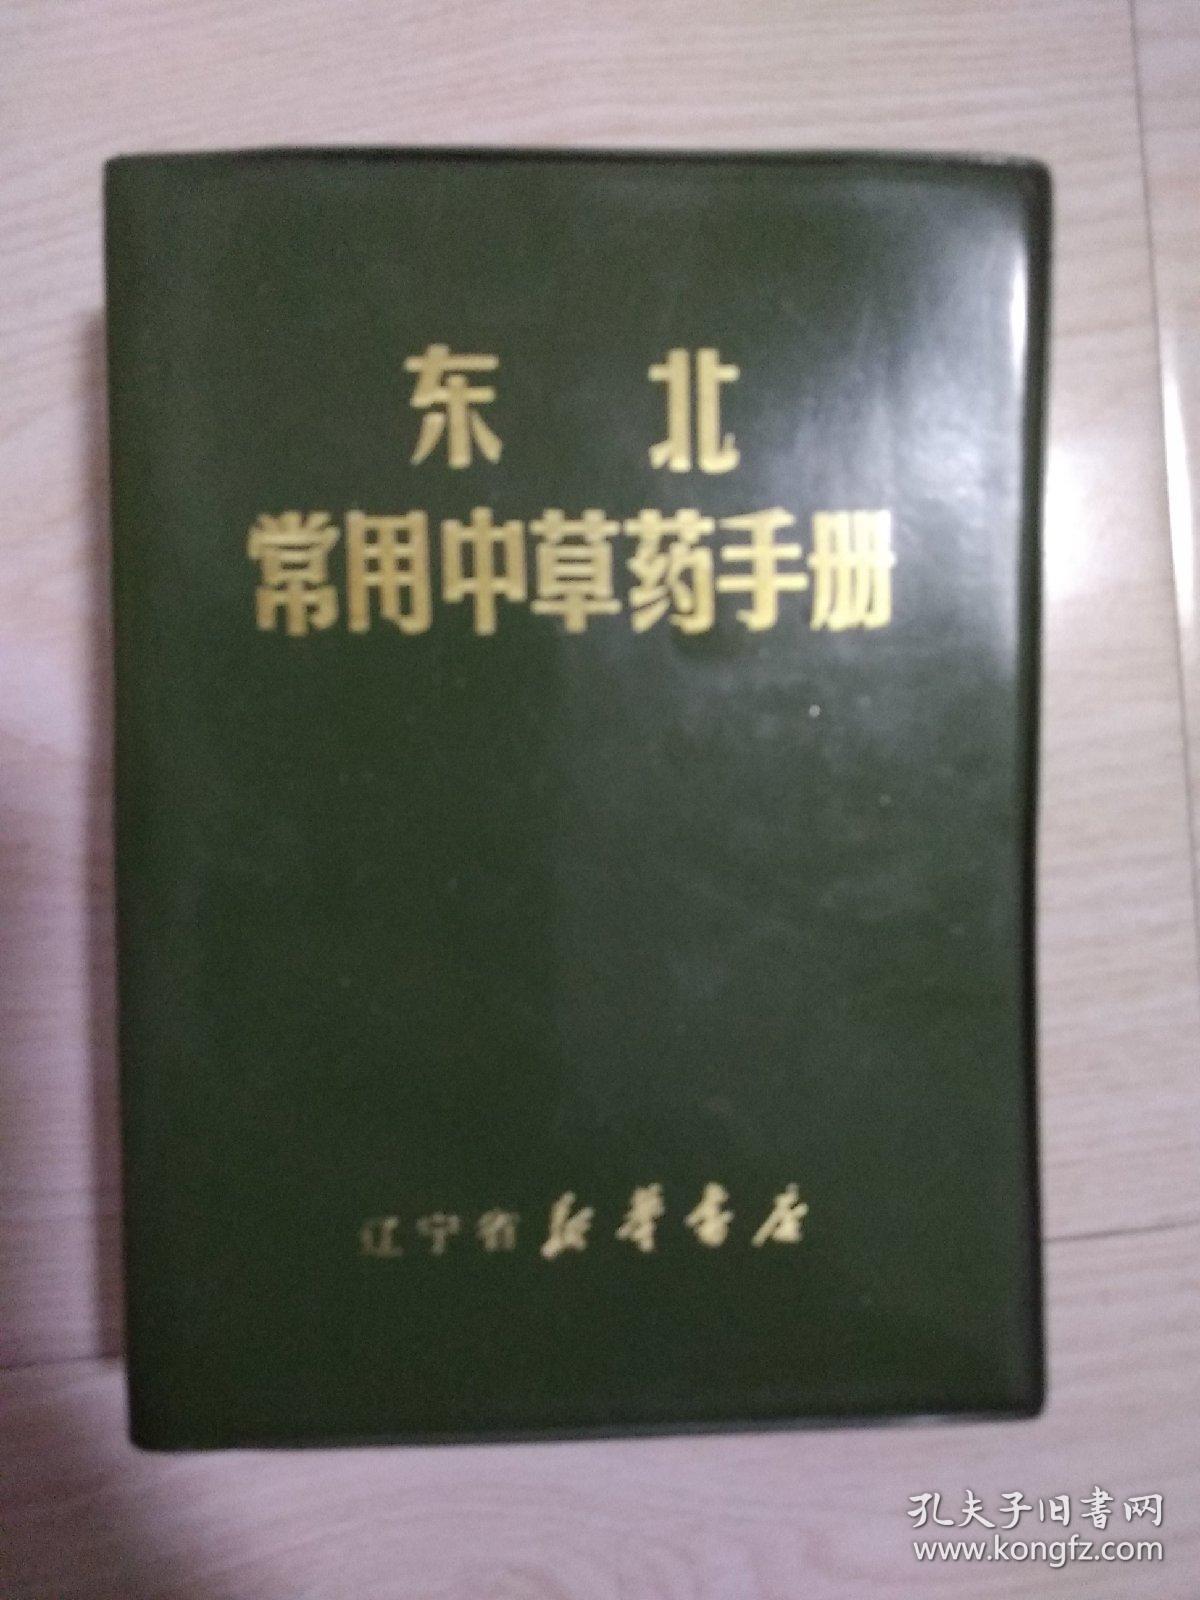 东 北
常用中草药手册
辽宁省新华书店
孔夫子旧书网
www.kongfz.com